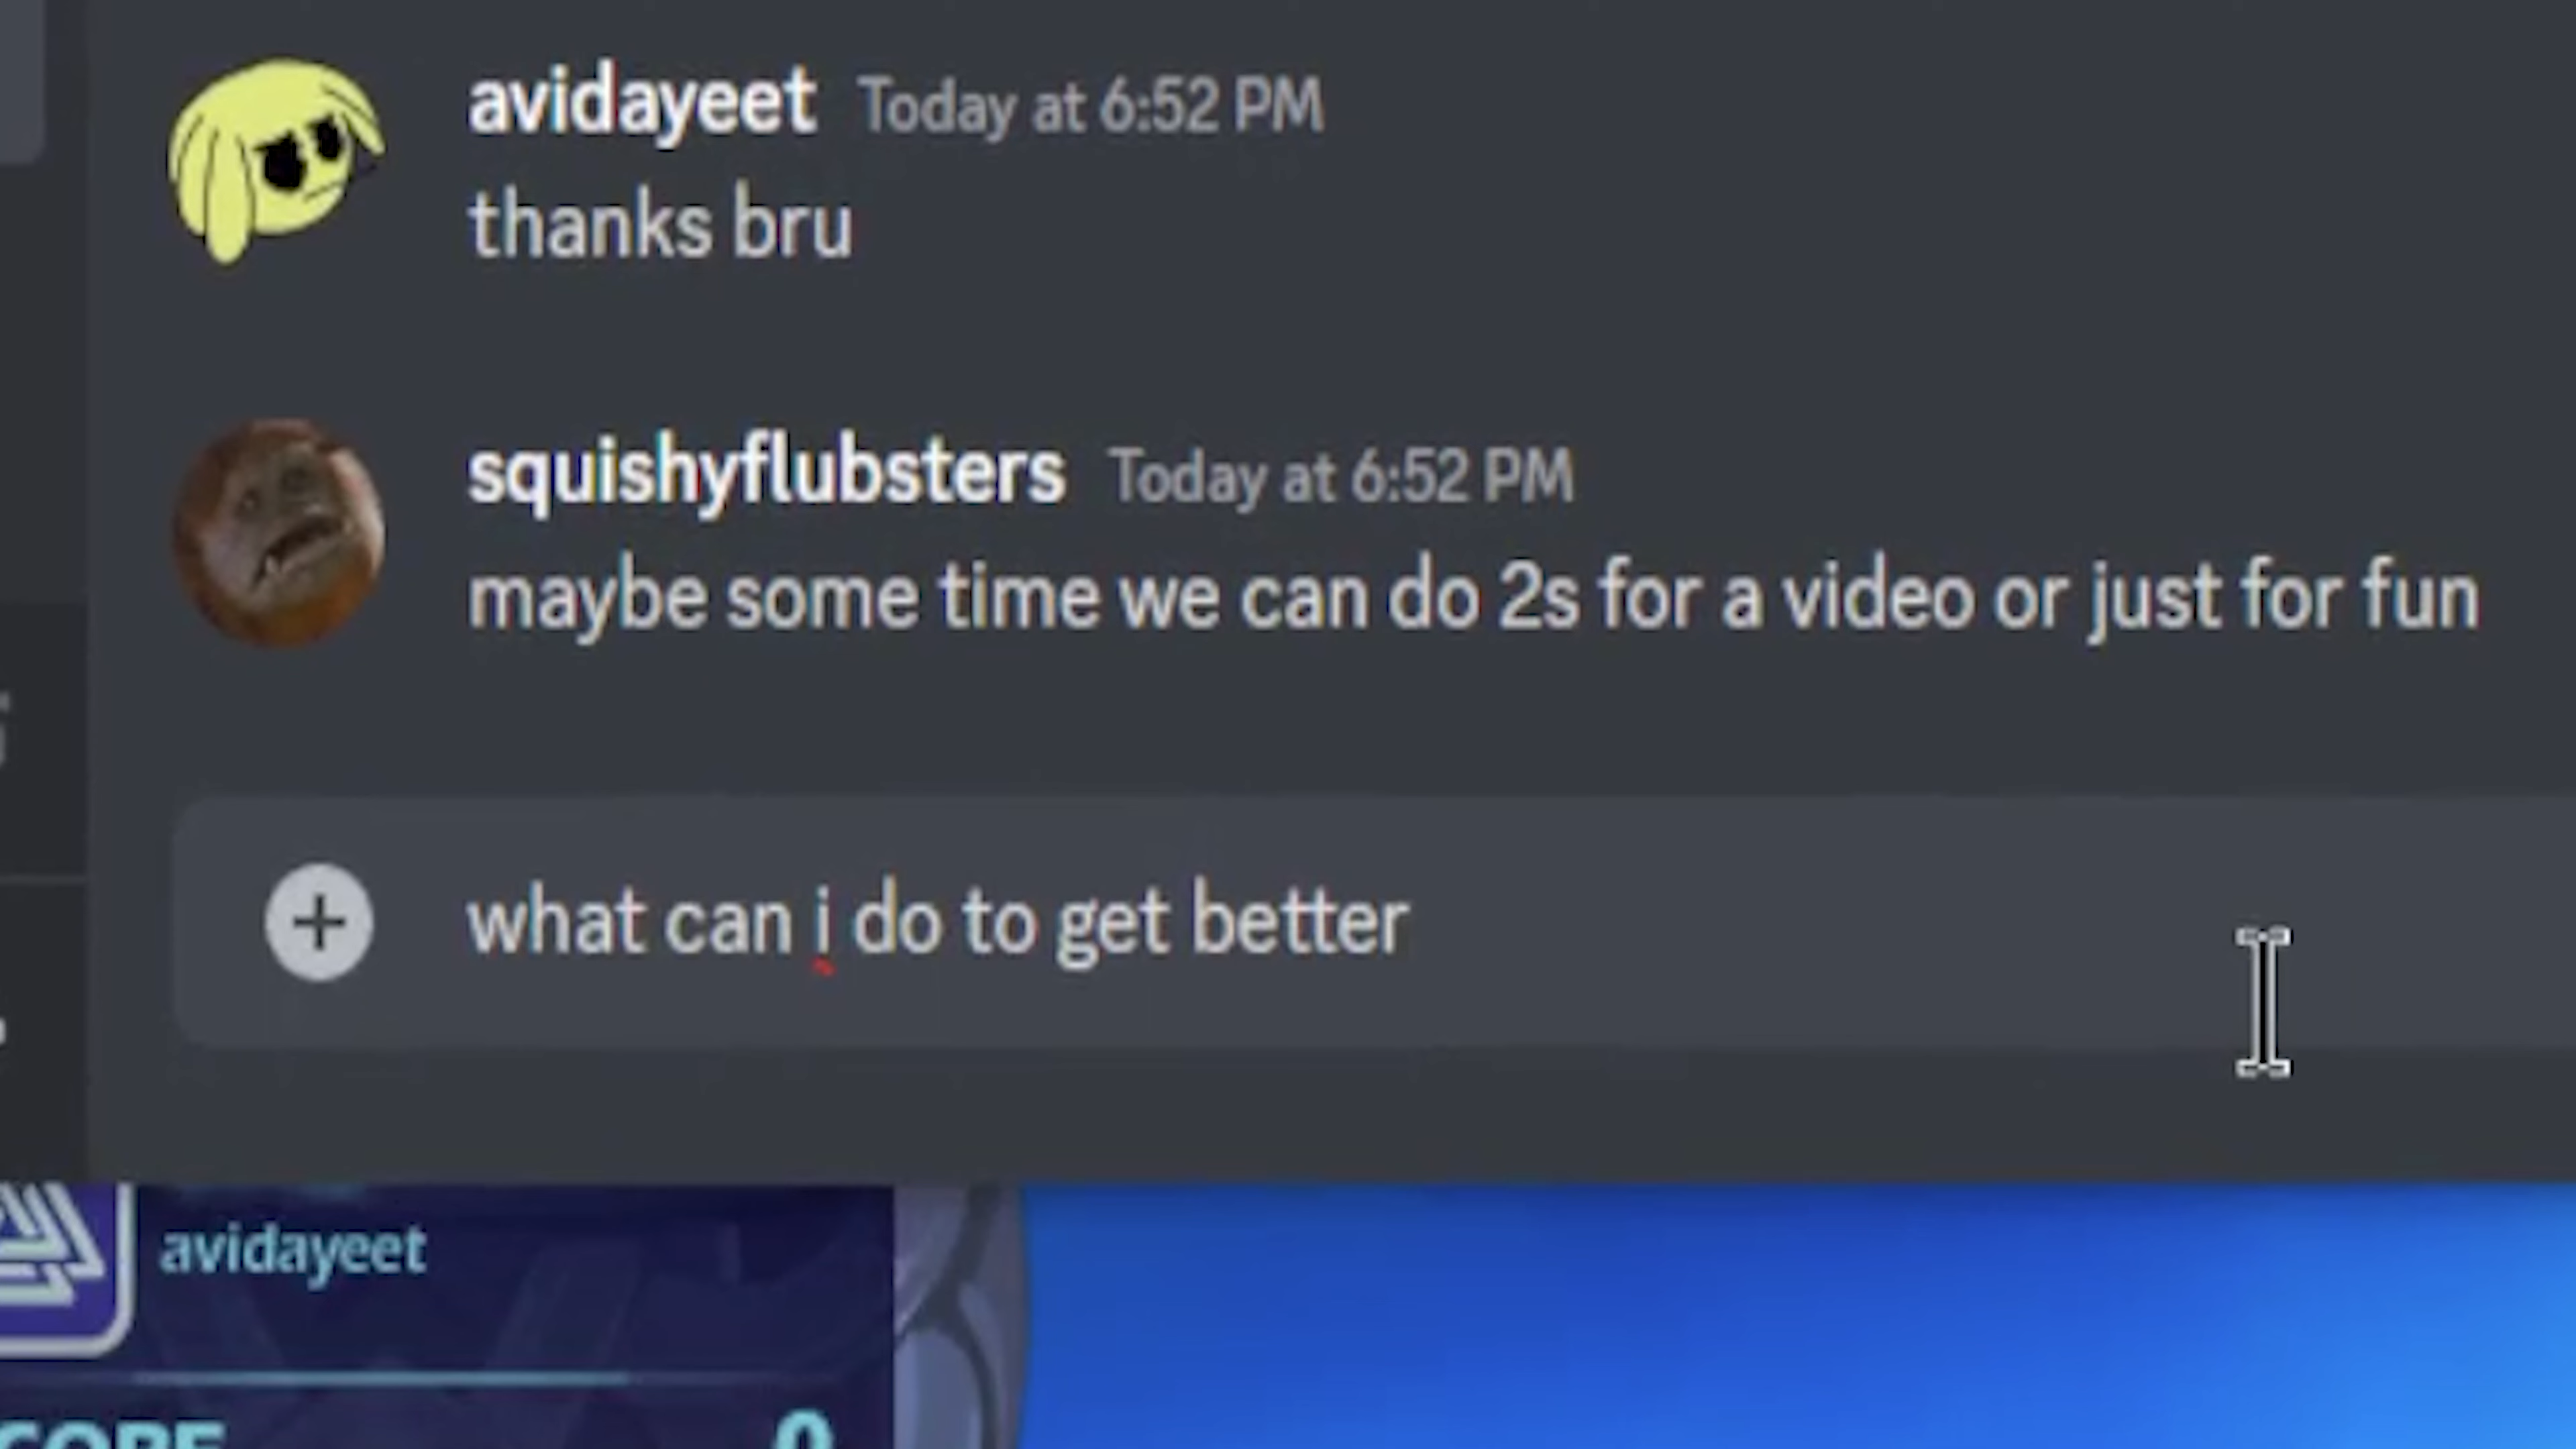 avidayeet Today at 6:52 PM
thanks bru
squishyflubsters Today at 6:52 PM
maybe some time we can do 2s for a video or just for fun
what can i do to get better
avidayeet